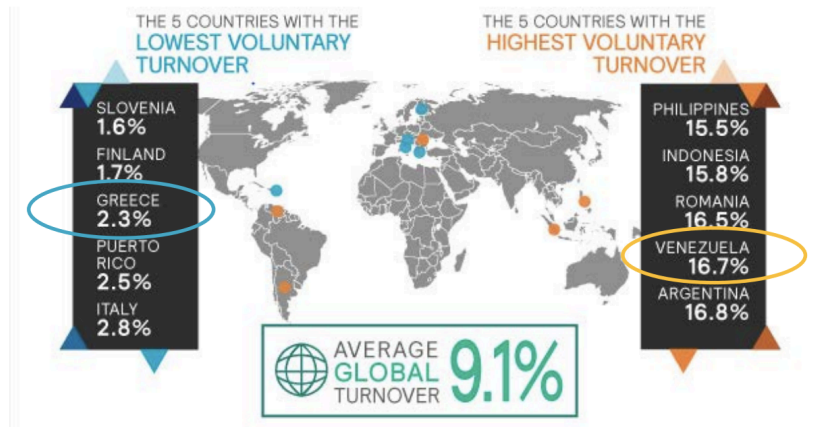 THE 5 COUNTRIES WITH THE
LOWEST VOLUNTARY
TURNOVER
SLOVENIA
1.6%
FINLAND
1.7%
GREECE
2.3%
PUERTO
RICO
2.5%
ITALY
2.8%
THE 5 COUNTRIES WITH THE
HIGHEST VOLUNTARY
TURNOVER
PHILIPPINES
15.5%
INDONESIA
15.8%
ROMANIA
16.5%
VENEZUELA
16.7%
ARGENTINA
16.8%
AVERAGE
GLOBAL
TURNOVER
9.1%